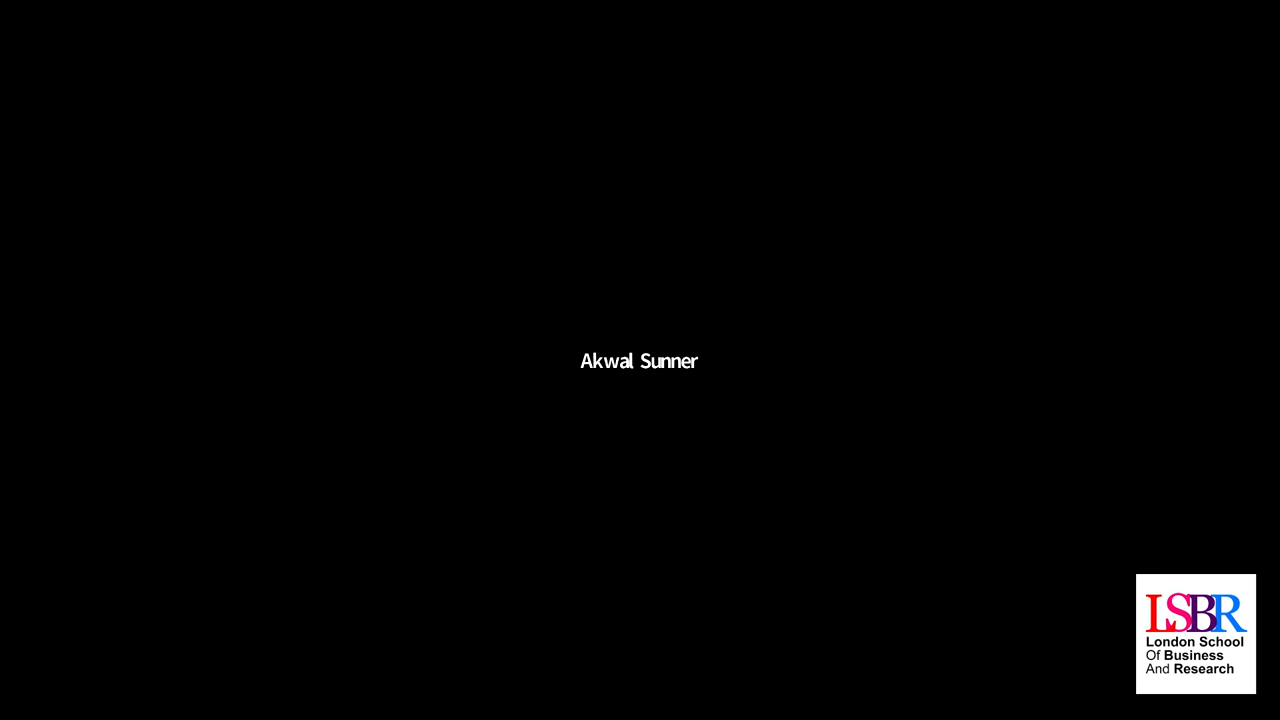 Akwal Sunner
LSBR
London School
Of Business
And Research